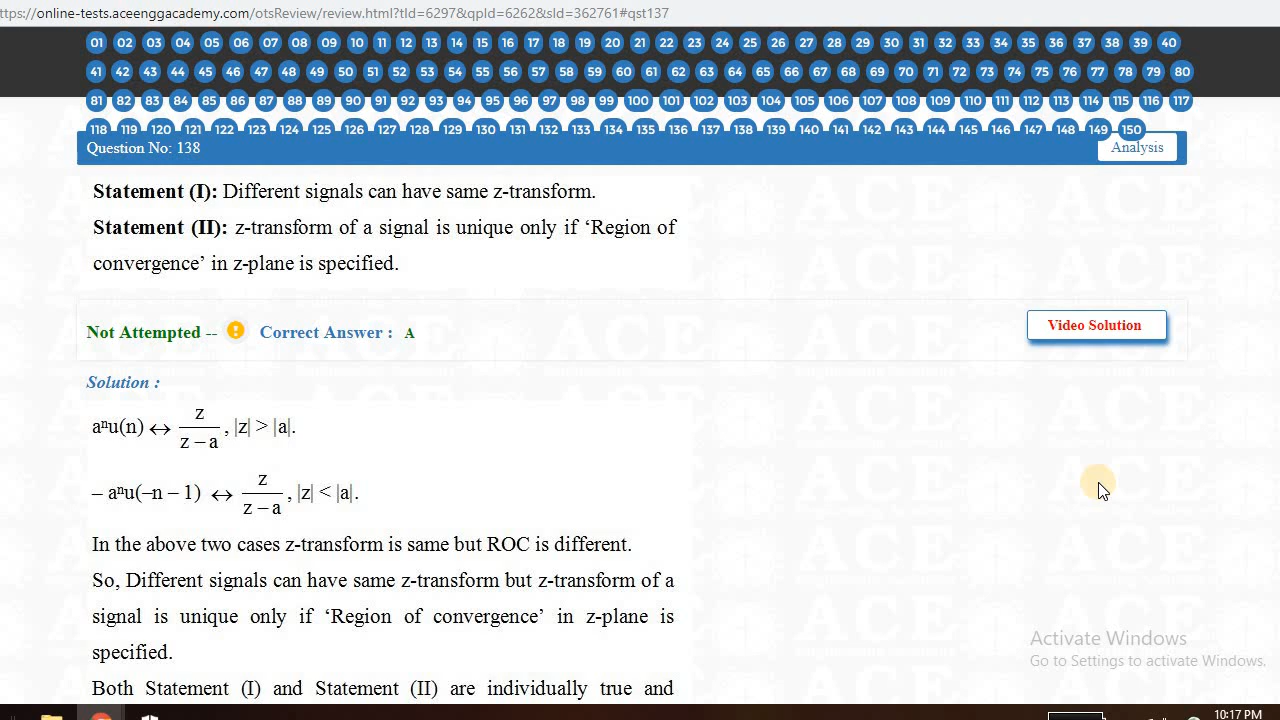 ttps://online-tests.aceenggacademy.com/otsReview/review.html?tId=6297&qpId=6262&sId=362761#qst137
01 02 03 04 05 06 07 08 09 10 11 12 13 14 15 16 17 18 19 20 21 22 23 24 25 26 27 28 29 30 31 32 33 34 35 36 37 38 39 40
41 42 43 44 45 46 47 48 49 50 51 52 53 54 55 56 57 58 59 60 61 62 63 64 65 66 67 68 69 70 71 72 73 74 75 76 77 78 79 80
81 82 83 84 85 86 87 88 89 90 91 92 93 94 95 96 97 98 99 100 101 102 103 104 105 106 107 108 109 110 111 112 113 114 115 116 117
118 119 120 121 122 123 124 125 126 127 128 129 130 131 132 133 134 135 136 137 138 139 140 141 142 143 144 145 146 147 148 149 150
Question No: 138 Analysis
Statement (I): Different signals can have same z-transform.
Statement (II): z-transform of a signal is unique only if ‘Region of
convergence’ in z-plane is specified.
Not Attempted -- ! Correct Answer : A Video Solution
Solution :
aⁿu(n) ↔ z / (z – a) , |z| > |a|.
– aⁿu(–n – 1) ↔ z / (z – a) , |z| < |a|.
In the above two cases z-transform is same but ROC is different.
So, Different signals can have same z-transform but z-transform of a
signal is unique only if ‘Region of convergence’ in z-plane is
specified.
Both Statement (I) and Statement (II) are individually true and
Activate Windows
Go to Settings to activate Windows.
10:17 PM